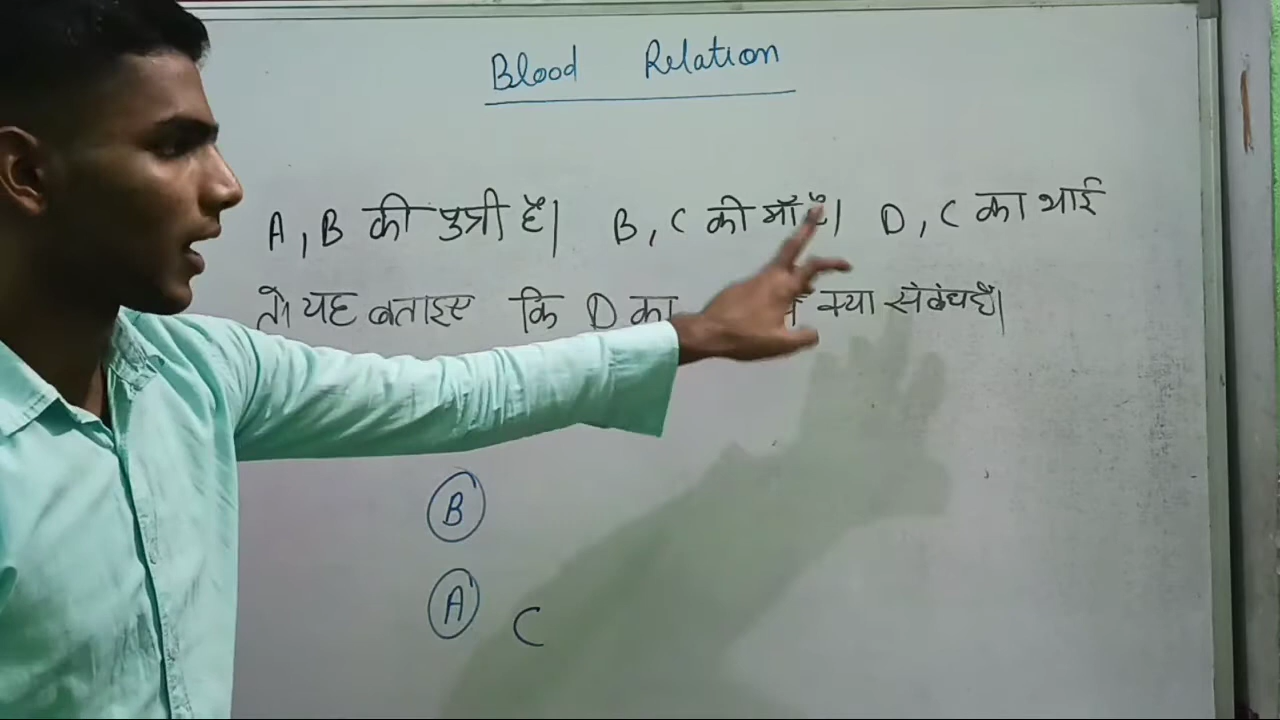 Blood Relation
A, B की पुत्री है। B, C की माँ है। D, C का भाई
तो यह बताइए कि D का क्या संबंध है।
B
A C